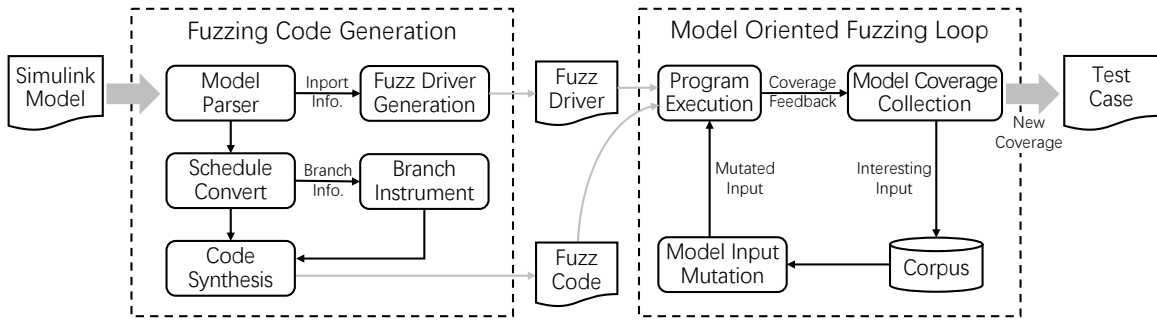 Fuzzing Code Generation
Model Oriented Fuzzing Loop
Simulink
Model
Model
Parser
Inport
Info.
Fuzz Driver
Generation
Fuzz
Driver
Program
Execution
Coverage
Feedback
Model Coverage
Collection
New
Coverage
Test
Case
Schedule
Convert
Branch
Info.
Branch
Instrument
Mutated
Input
Interesting
Input
Code
Synthesis
Fuzz
Code
Model Input
Mutation
Corpus